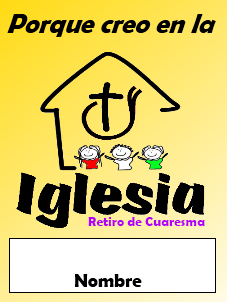 Porque creo en la
Iglesia
Retiro de Cuaresma
Nombre